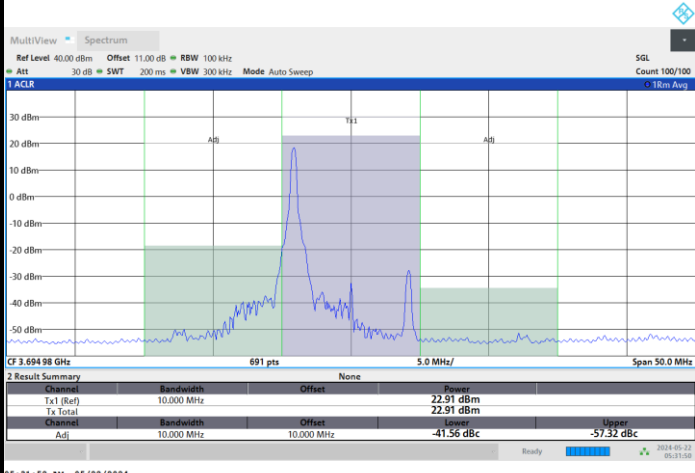 MultiView Spectrum
Ref Level 40.00 dBm Offset 11.00 dB RBW 100 kHz SGL
Att 30 dB SWT 200 ms VBW 300 kHz Mode Auto Sweep Count 100/100
1 ACLR 1Rm Avg
30 dBm
Tx1
20 dBm
Adj Adj
10 dBm
0 dBm
-10 dBm
-20 dBm
-30 dBm
-40 dBm
-50 dBm
CF 3.694 98 GHz 691 pts 5.0 MHz/ Span 50.0 MHz
2 Result Summary None
Channel Bandwidth Offset Power
Tx1 (Ref) 10.000 MHz 22.91 dBm
Tx Total 22.91 dBm
Channel Bandwidth Offset Lower Upper
Adj 10.000 MHz 10.000 MHz -41.56 dBc -57.32 dBc
Ready 2024-05-22
05:31:50